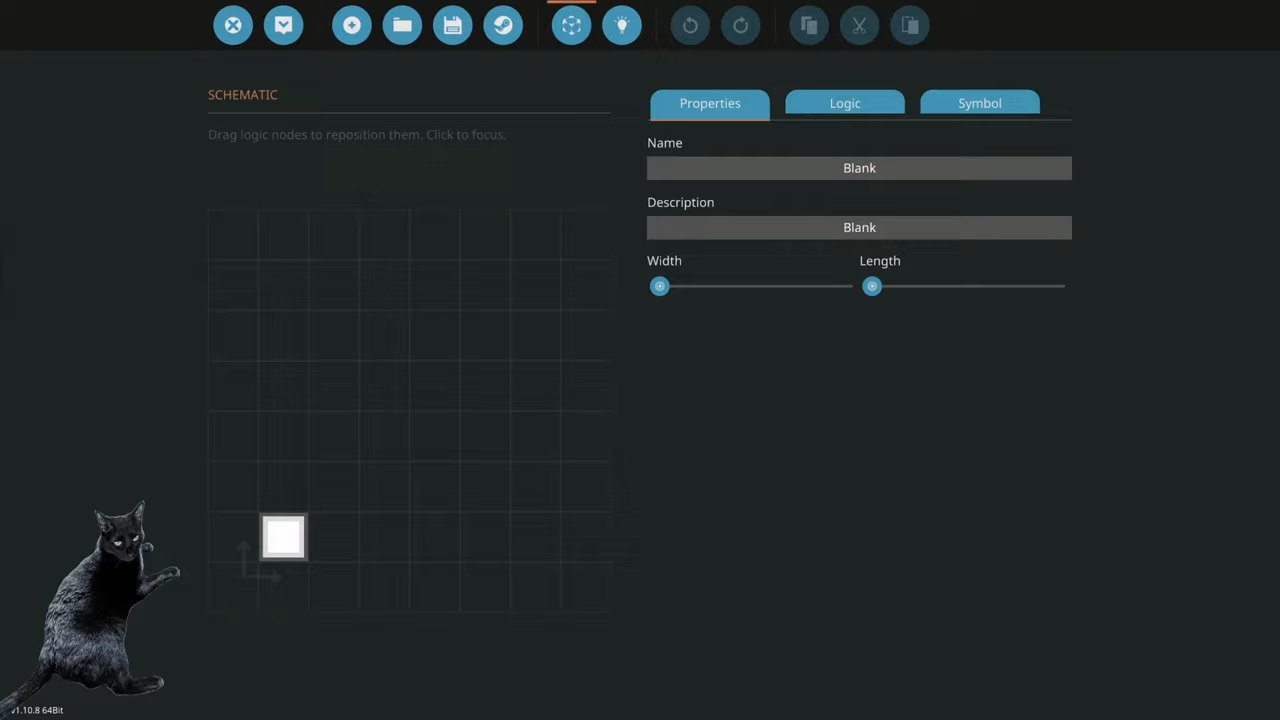 SCHEMATIC
Drag logic nodes to reposition them. Click to focus.
Properties
Logic
Symbol
Name
Blank
Description
Blank
Width
Length
v1.10.8 64Bit